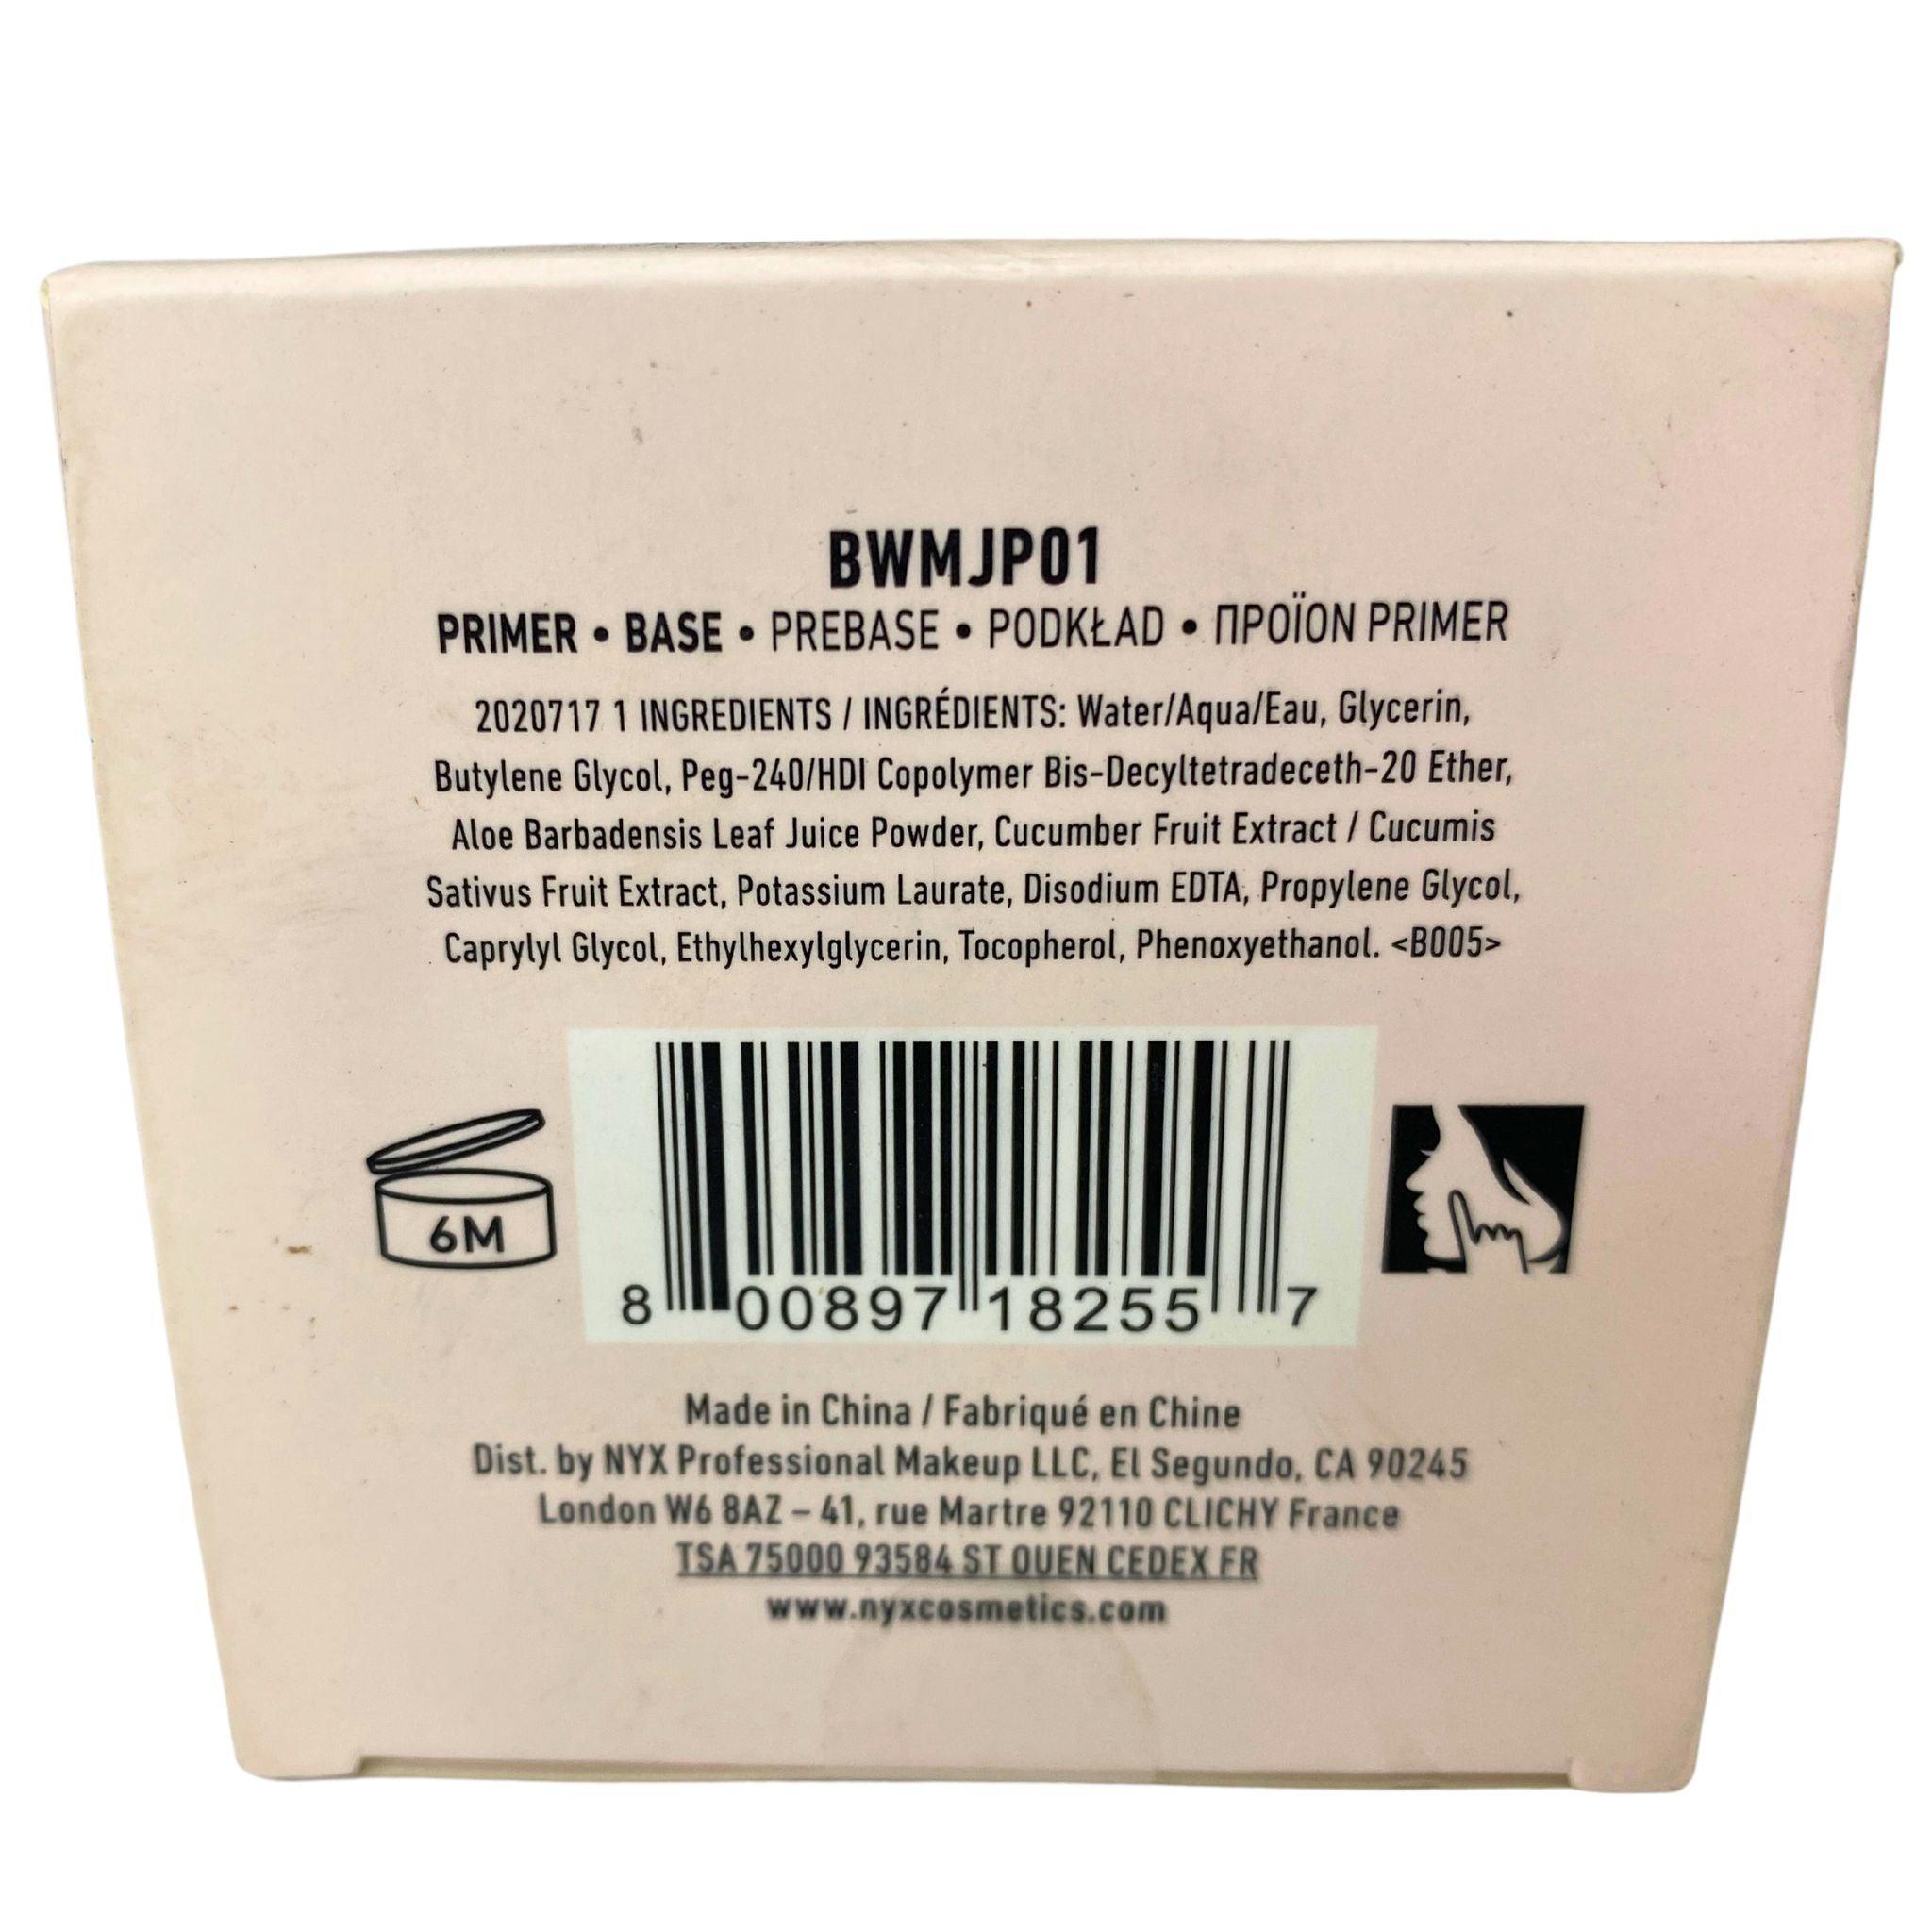 BWMJP01
PRIMER • BASE • PREBASE • PODKŁAD • ΠΡΟΪΟΝ PRIMER
2020717 1 INGREDIENTS / INGRÉDIENTS: Water/Aqua/Eau, Glycerin,
Butylene Glycol, Peg-240/HDI Copolymer Bis-Decyltetradeceth-20 Ether,
Aloe Barbadensis Leaf Juice Powder, Cucumber Fruit Extract / Cucumis
Sativus Fruit Extract, Potassium Laurate, Disodium EDTA, Propylene Glycol,
Caprylyl Glycol, Ethylhexylglycerin, Tocopherol, Phenoxyethanol. <B005>
6M
8 00897 18255 7
Made in China / Fabriqué en Chine
Dist. by NYX Professional Makeup LLC, El Segundo, CA 90245
London W6 8AZ – 41, rue Martre 92110 CLICHY France
TSA 75000 93584 ST OUEN CEDEX FR
www.nyxcosmetics.com